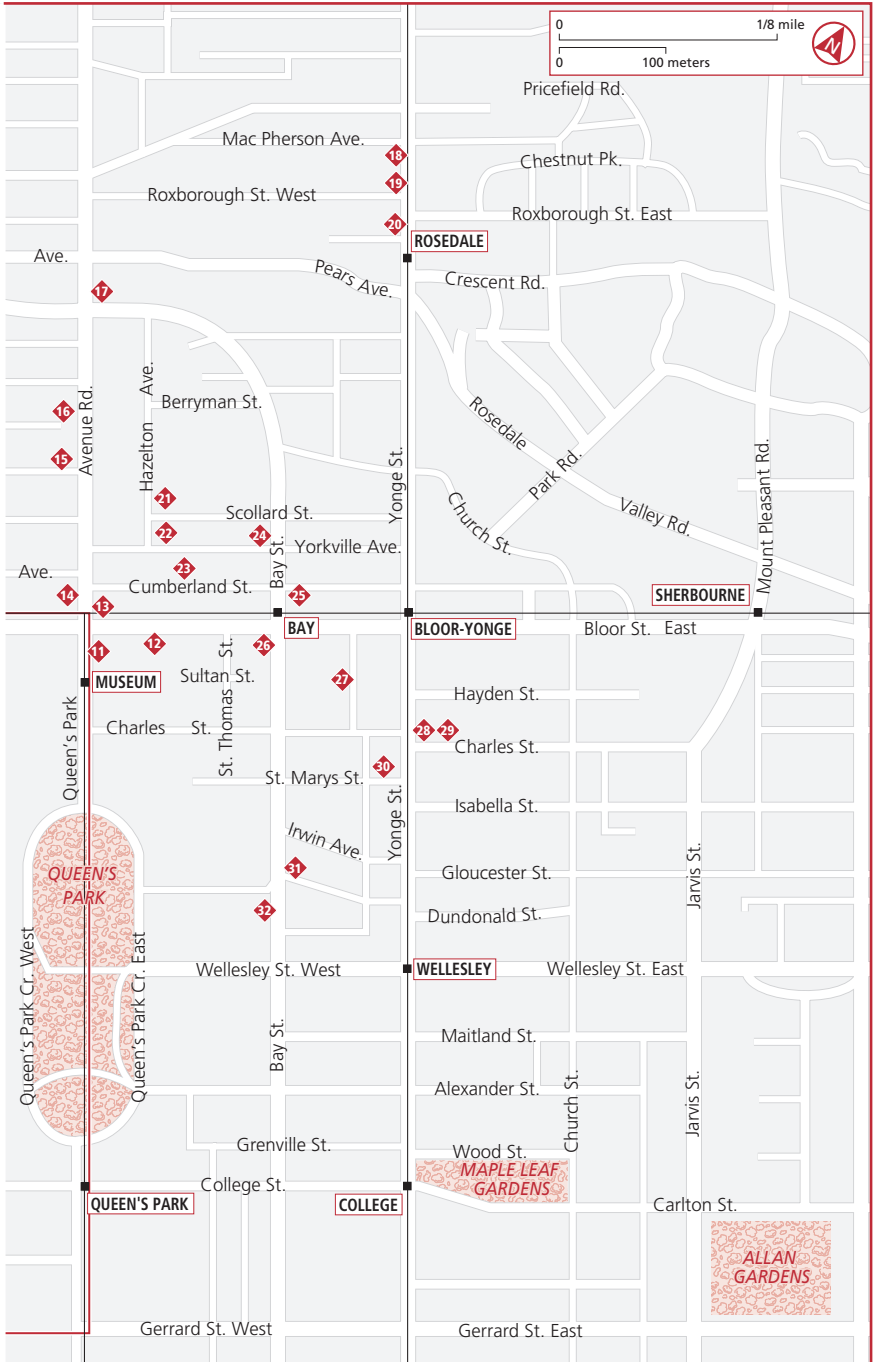 0 1/8 mile
N
0 100 meters
Pricefield Rd.
Mac Pherson Ave.
18
Chestnut Pk.
19
Roxborough St. West
Roxborough St. East
20
ROSEDALE
Ave.
Pears Ave.
Crescent Rd.
17
Hazelton Ave.
Berryman St.
16
Avenue Rd.
Rosedale
Valley Rd.
15
Park Rd.
Mount Pleasant Rd.
Yonge St.
21
Church St.
Scollard St.
22
24
Bay St.
Yorkville Ave.
23
Ave.
Cumberland St.
14
13
25
SHERBOURNE
BAY
BLOOR-YONGE
Bloor St. East
11
12
26
St. Thomas St.
Sultan St.
27
MUSEUM
Hayden St.
Queen's Park
Charles St.
28
29
Charles St.
30
St. Marys St.
Yonge St.
Isabella St.
Irwin Ave.
31
QUEEN'S
PARK
Gloucester St.
Jarvis St.
32
Dundonald St.
Queen's Park Cr. West
Queen's Park Cr. East
Wellesley St. West
WELLESLEY
Wellesley St. East
Bay St.
Maitland St.
Alexander St.
Church St.
Jarvis St.
Grenville St.
Wood St.
MAPLE LEAF
GARDENS
College St.
QUEEN'S PARK
COLLEGE
Carlton St.
ALLAN
GARDENS
Gerrard St. West
Gerrard St. East